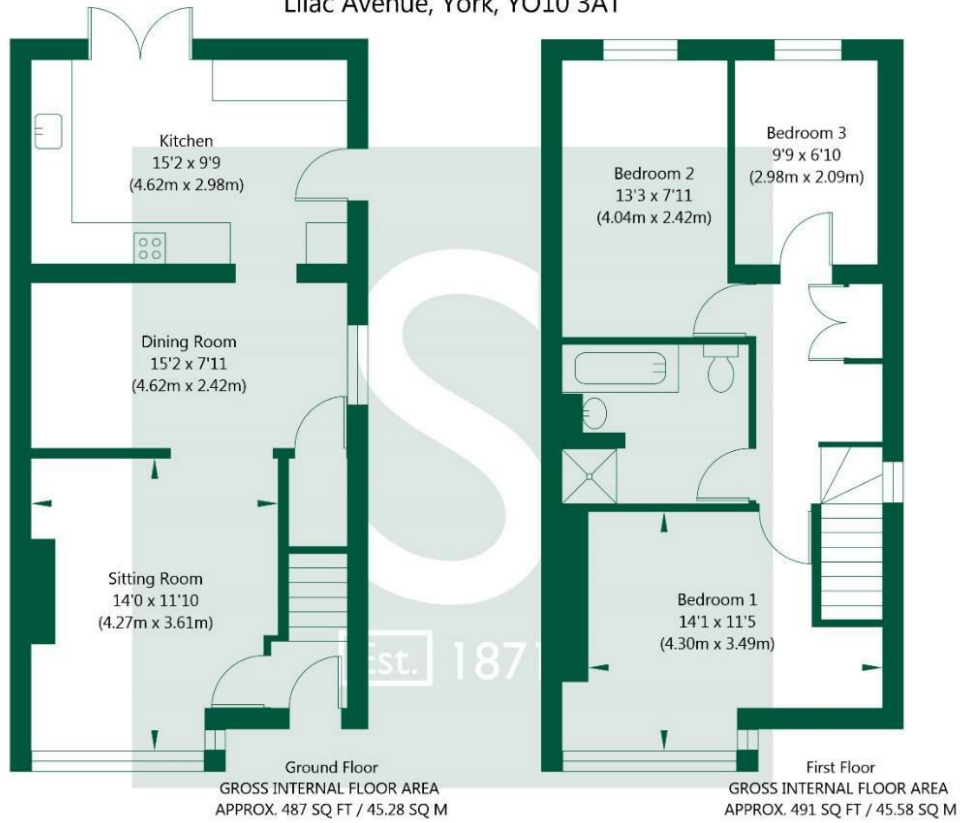 Lilac Avenue, York, YO10 3AT
Kitchen
15'2 x 9'9
(4.62m x 2.98m)
Dining Room
15'2 x 7'11
(4.62m x 2.42m)
Sitting Room
14'0 x 11'10
(4.27m x 3.61m)
Ground Floor
GROSS INTERNAL FLOOR AREA
APPROX. 487 SQ FT / 45.28 SQ M
Bedroom 2
13'3 x 7'11
(4.04m x 2.42m)
Bedroom 3
9'9 x 6'10
(2.98m x 2.09m)
Bedroom 1
14'1 x 11'5
(4.30m x 3.49m)
First Floor
GROSS INTERNAL FLOOR AREA
APPROX. 491 SQ FT / 45.58 SQ M
S
Est. 1871